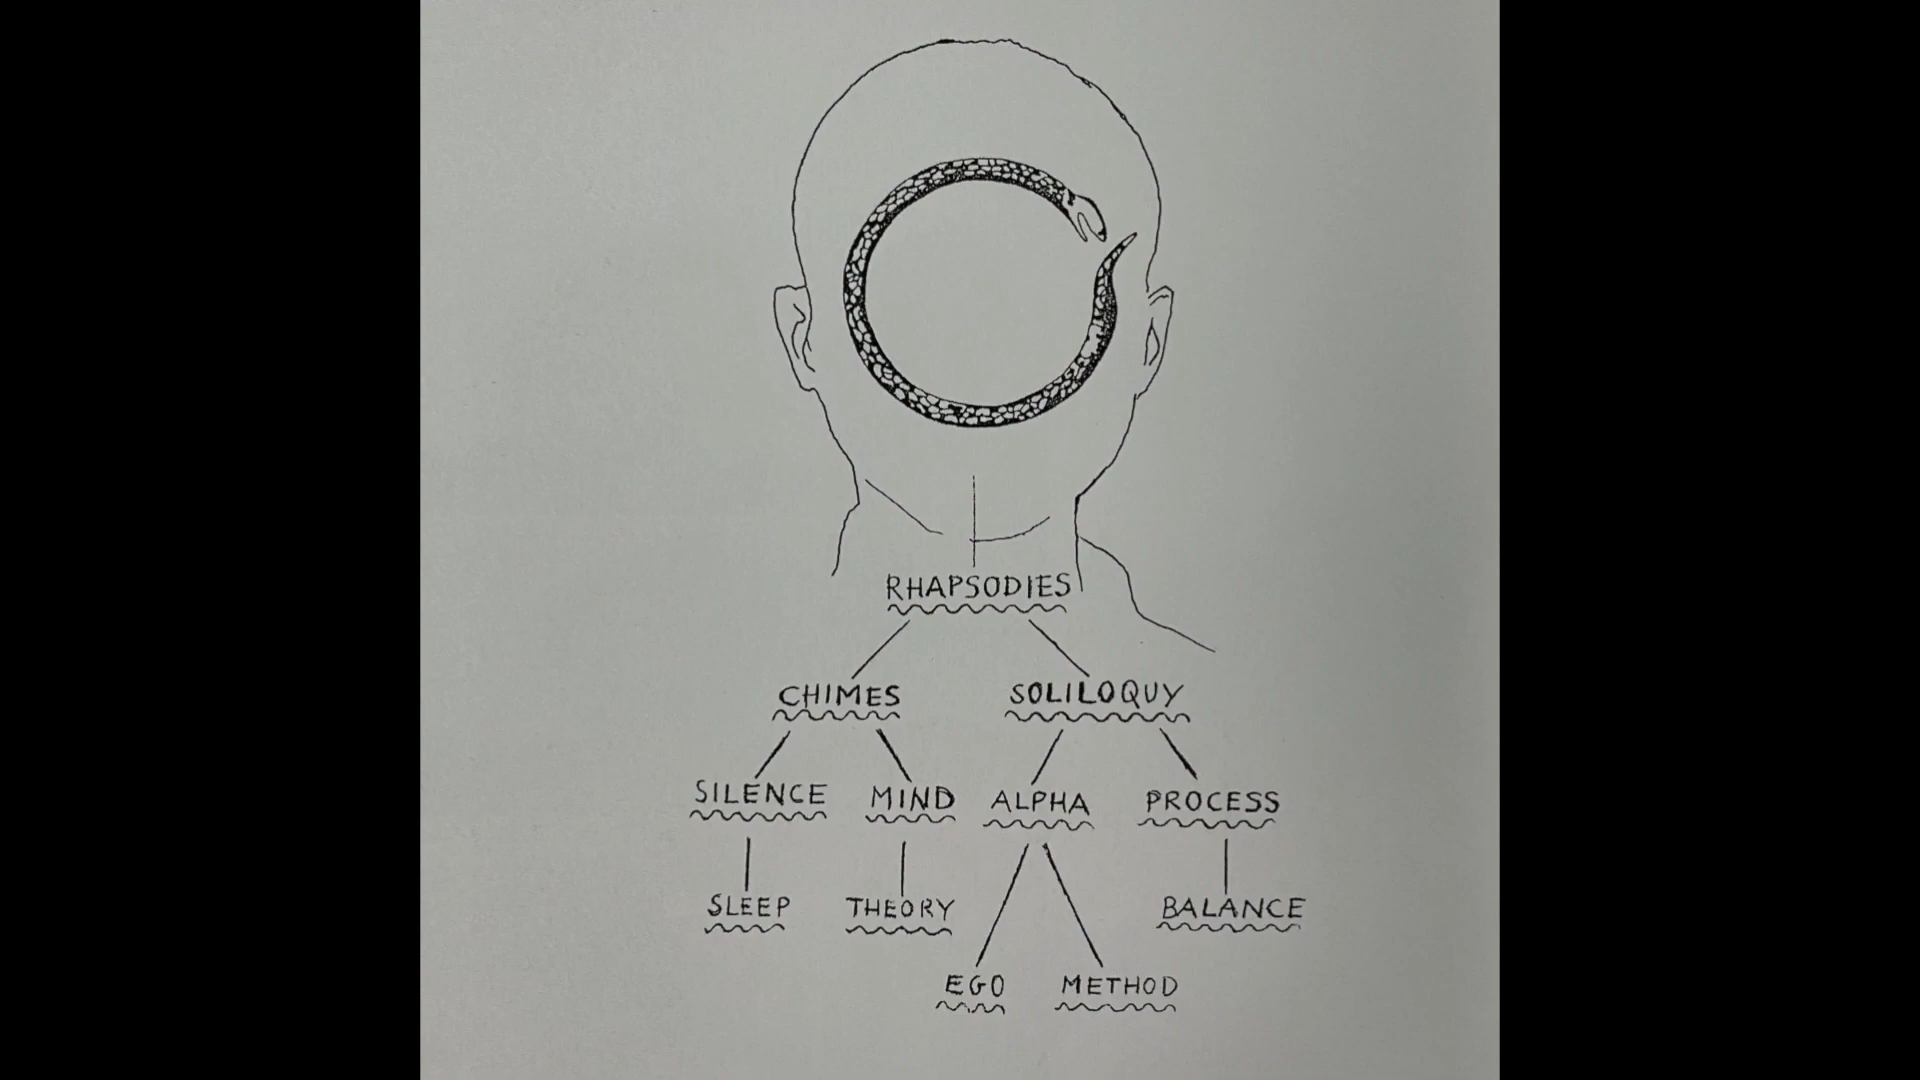 RHAPSODIES
CHIMES SOLILOQUY
SILENCE MIND ALPHA PROCESS
SLEEP THEORY BALANCE
EGO METHOD